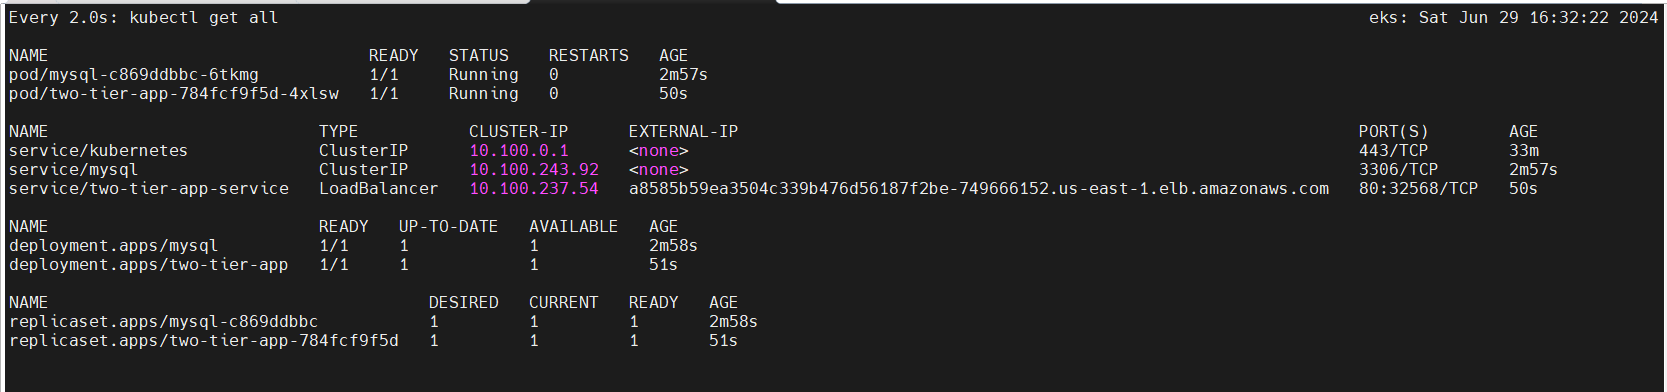 Every 2.0s: kubectl get all eks: Sat Jun 29 16:32:22 2024
NAME READY STATUS RESTARTS AGE
pod/mysql-c869ddbbc-6tkmg 1/1 Running 0 2m57s
pod/two-tier-app-784fcf9f5d-4xlsw 1/1 Running 0 50s
NAME TYPE CLUSTER-IP EXTERNAL-IP PORT(S) AGE
service/kubernetes ClusterIP 10.100.0.1 <none> 443/TCP 33m
service/mysql ClusterIP 10.100.243.92 <none> 3306/TCP 2m57s
service/two-tier-app-service LoadBalancer 10.100.237.54 a8585b59ea3504c339b476d56187f2be-749666152.us-east-1.elb.amazonaws.com 80:32568/TCP 50s
NAME READY UP-TO-DATE AVAILABLE AGE
deployment.apps/mysql 1/1 1 1 2m58s
deployment.apps/two-tier-app 1/1 1 1 51s
NAME DESIRED CURRENT READY AGE
replicaset.apps/mysql-c869ddbbc 1 1 1 2m58s
replicaset.apps/two-tier-app-784fcf9f5d 1 1 1 51s